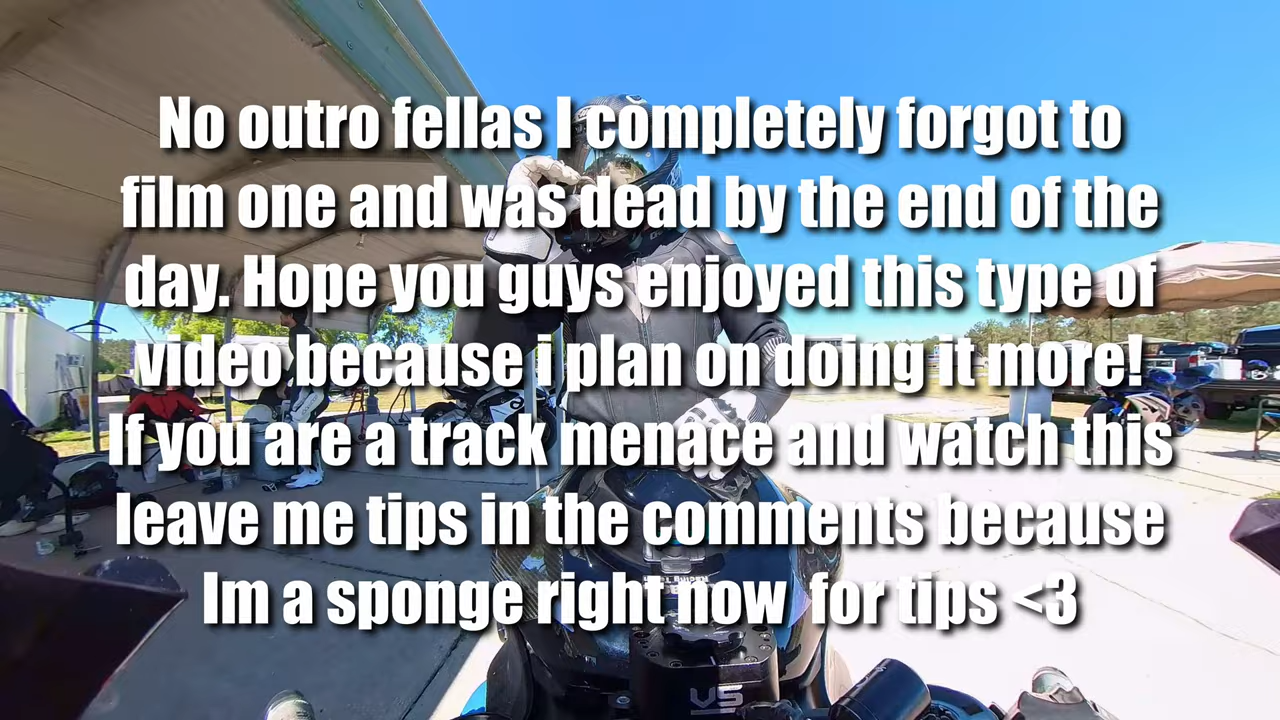 No outro fellas I completely forgot to
film one and was dead by the end of the
day. Hope you guys enjoyed this type of
video because i plan on doing it more!
If you are a track menace and watch this
leave me tips in the comments because
Im a sponge right now  for tips <3
VS